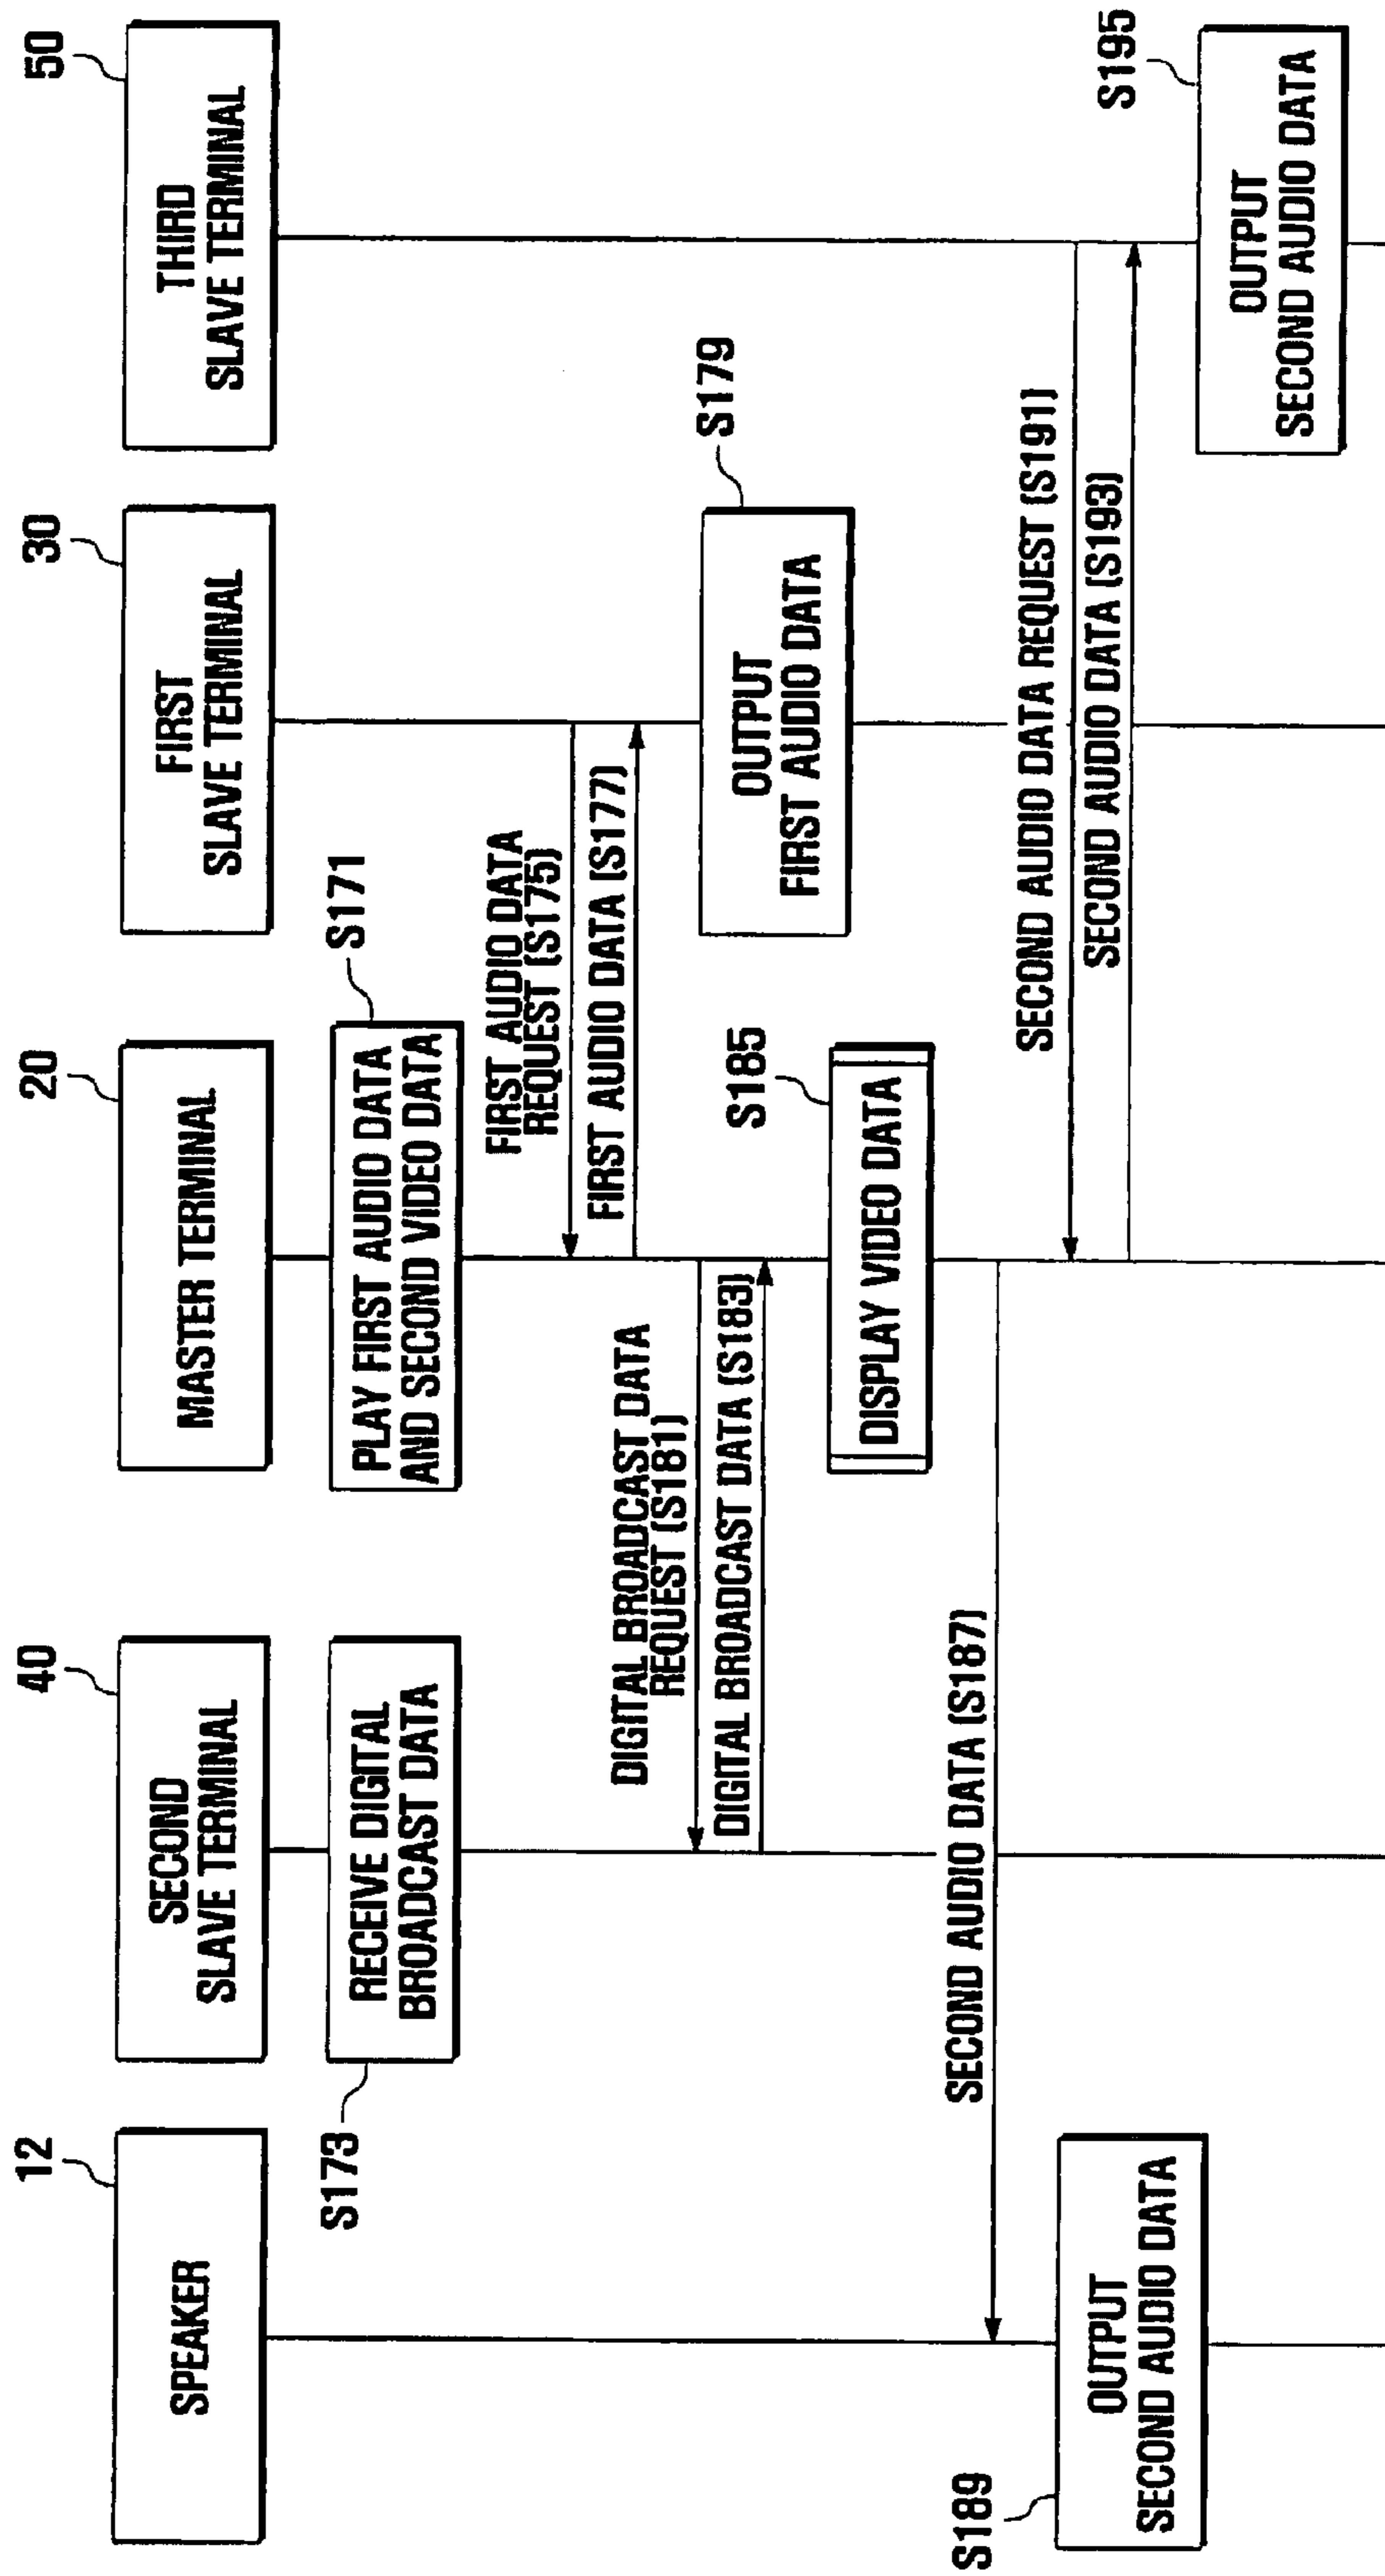 12
SPEAKER
40
SECOND
SLAVE TERMINAL
20
MASTER TERMINAL
30
FIRST
SLAVE TERMINAL
50
THIRD
SLAVE TERMINAL
S173
RECEIVE DIGITAL
BROADCAST DATA
PLAY FIRST AUDIO DATA
AND SECOND VIDEO DATA
S171
FIRST AUDIO DATA
REQUEST (S175)
FIRST AUDIO DATA (S177)
OUTPUT
FIRST AUDIO DATA
S179
DIGITAL BROADCAST DATA
REQUEST (S181)
DIGITAL BROADCAST DATA (S183)
DISPLAY VIDEO DATA
S185
SECOND AUDIO DATA (S187)
S189
OUTPUT
SECOND AUDIO DATA
SECOND AUDIO DATA REQUEST (S191)
SECOND AUDIO DATA (S193)
OUTPUT
SECOND AUDIO DATA
S195